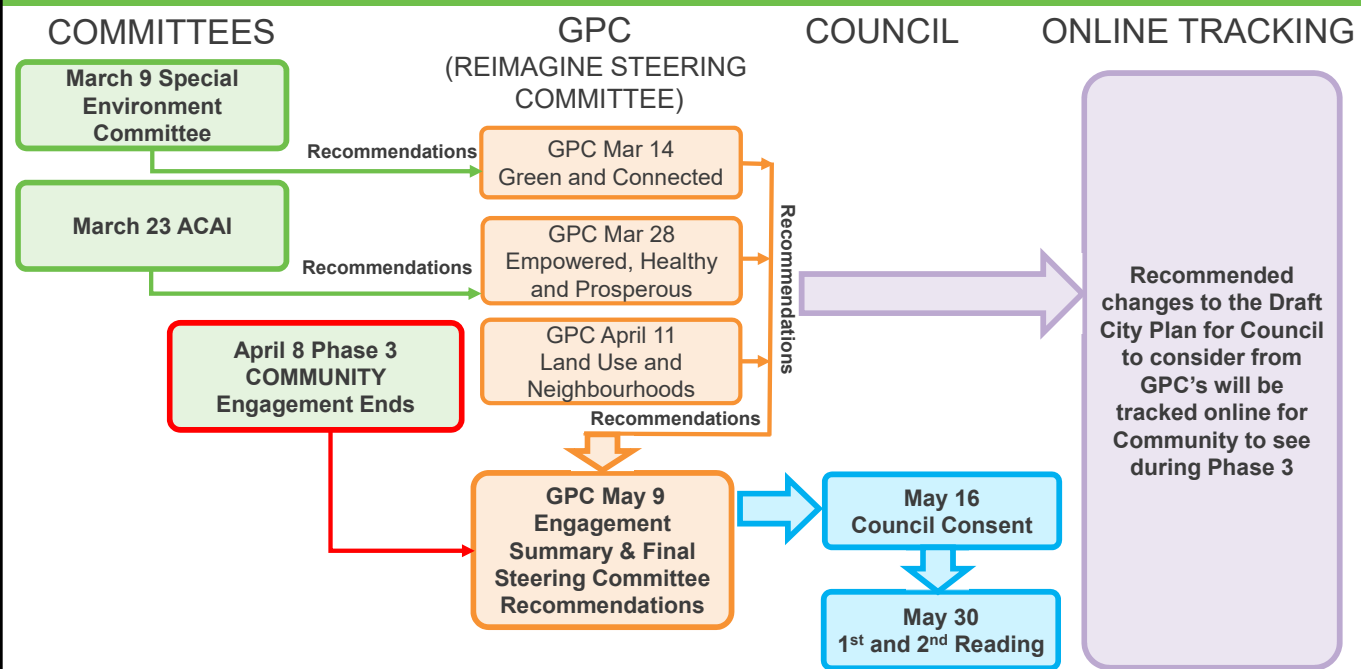 COMMITTEES
GPC
(REIMAGINE STEERING
COMMITTEE)
COUNCIL
ONLINE TRACKING
March 9 Special
Environment
Committee
Recommendations
GPC Mar 14
Green and Connected
March 23 ACAI
Recommendations
GPC Mar 28
Empowered, Healthy
and Prosperous
Recommendations
April 8 Phase 3
COMMUNITY
Engagement Ends
GPC April 11
Land Use and
Neighbourhoods
Recommendations
GPC May 9
Engagement
Summary & Final
Steering Committee
Recommendations
May 16
Council Consent
May 30
1st and 2nd Reading
Recommended
changes to the Draft
City Plan for Council
to consider from
GPC’s will be
tracked online for
Community to see
during Phase 3